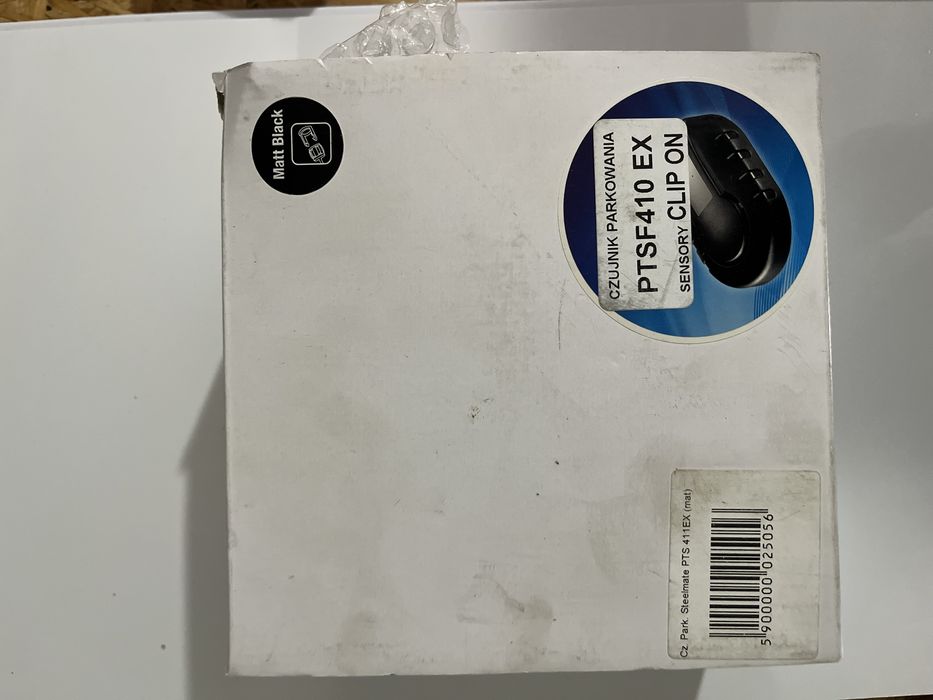 Matt Black
CZUJNIK PARKOWANIA
PTSF410 EX
SENSORY CLIP ON
Cz. Park. Steelmate PTS 411EX (mat)
5 900000 025056